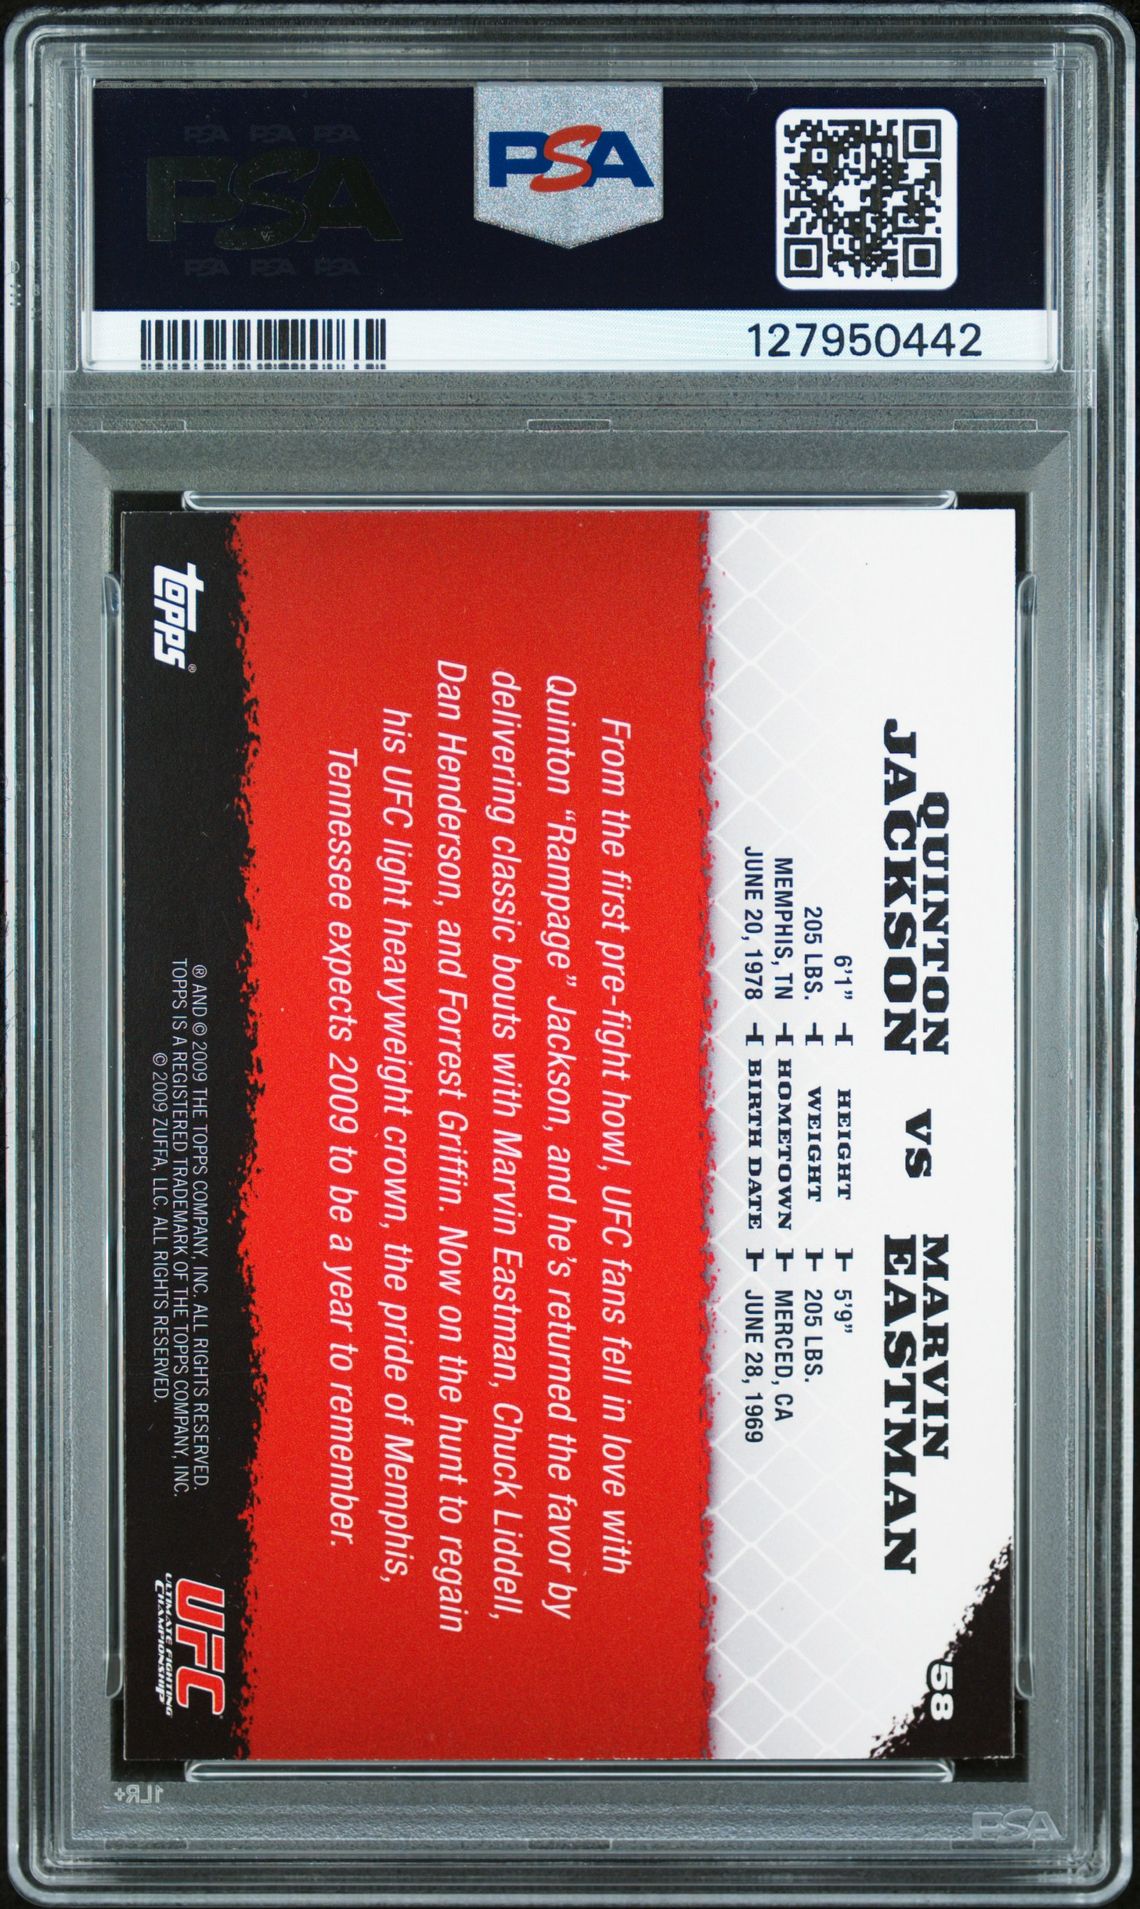 PSA PSA PSA
PSA
PSA PSA PSA
PSA
127950442
58
QUINTON JACKSON vs MARVIN EASTMAN
6'1" HEIGHT 5'9"
205 LBS. WEIGHT 205 LBS.
MEMPHIS, TN HOMETOWN MERCED, CA
JUNE 20, 1978 BIRTH DATE JUNE 28, 1969
From the first pre-fight howl, UFC fans fell in love with
Quinton “Rampage” Jackson, and he's returned the favor by
delivering classic bouts with Marvin Eastman, Chuck Liddell,
Dan Henderson, and Forrest Griffin. Now on the hunt to regain
his UFC light heavyweight crown, the pride of Memphis,
Tennessee expects 2009 to be a year to remember.
topps®
® AND © 2009 THE TOPPS COMPANY, INC. ALL RIGHTS RESERVED.
TOPPS IS A REGISTERED TRADEMARK OF THE TOPPS COMPANY, INC.
© 2009 ZUFFA, LLC. ALL RIGHTS RESERVED.
UFC
ULTIMATE FIGHTING
CHAMPIONSHIP
1LR+
PSA